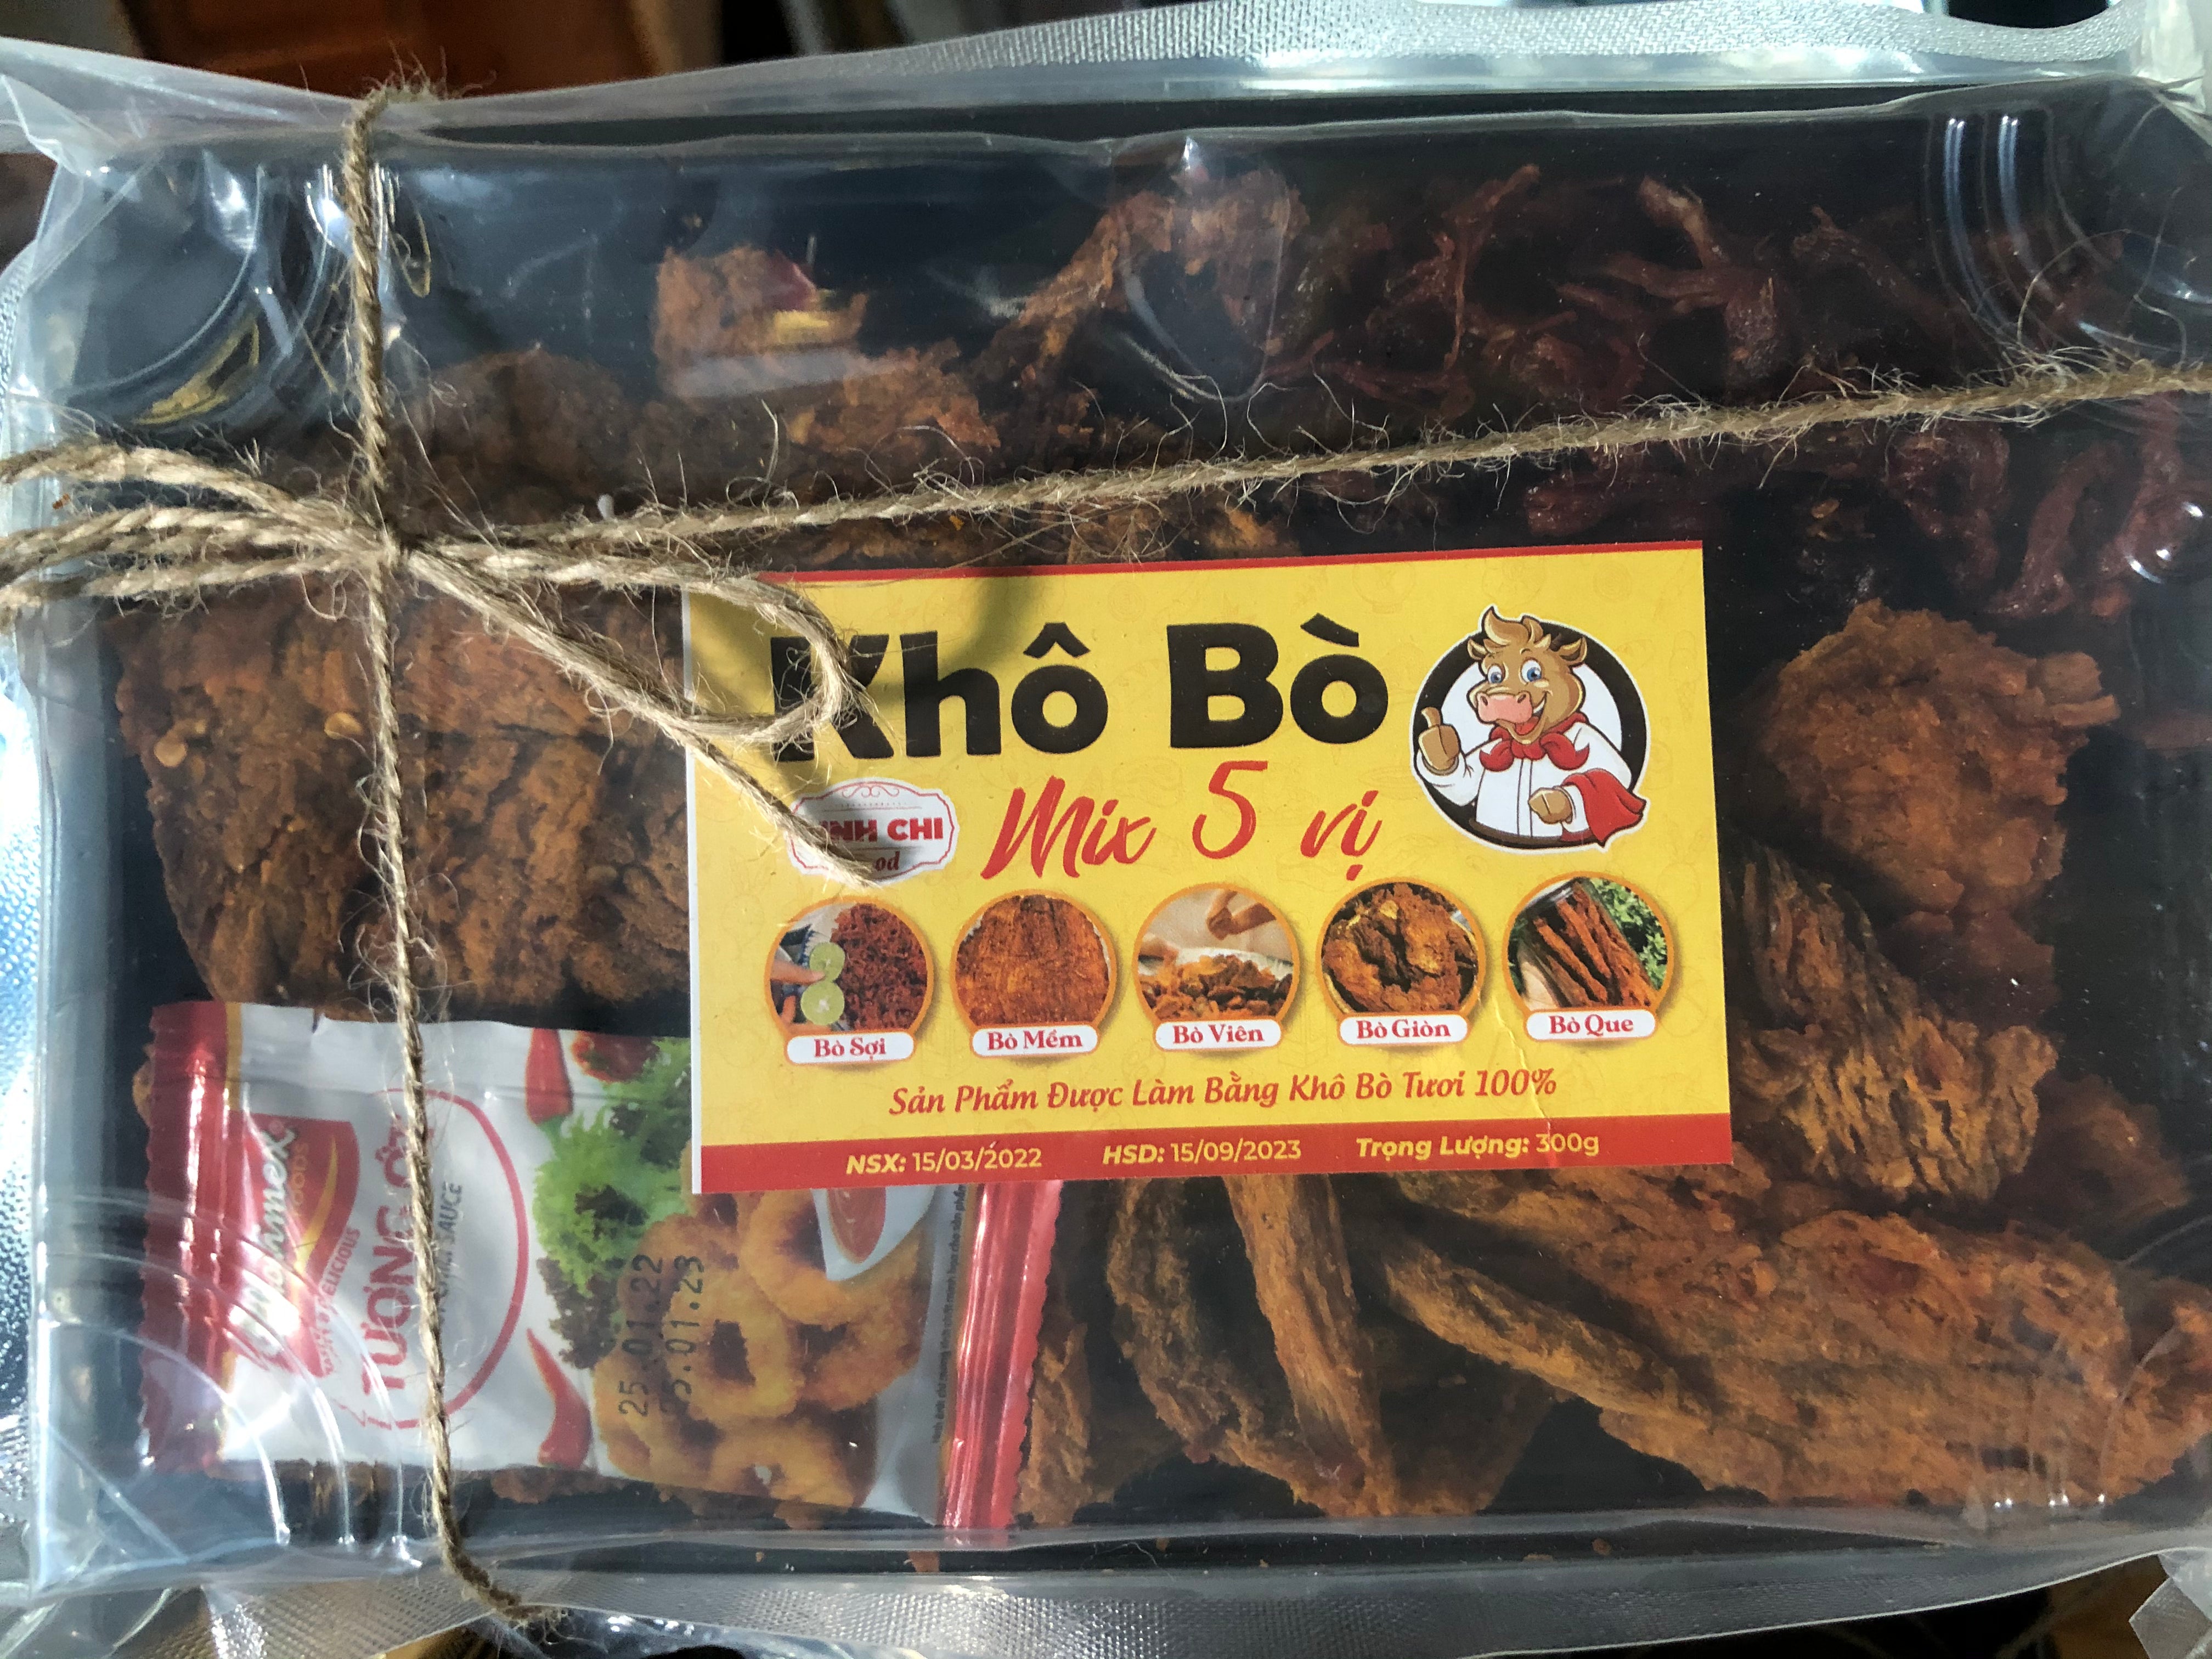 Khô Bò
Mix 5 vị
CHI
Bò Sợi
Bò Mềm
Bò Viên
Bò Giòn
Bò Que
Sản Phẩm Được Làm Bằng Khô Bò Tươi 100%
NSX: 15/03/2022 HSD: 15/09/2023 Trọng Lượng: 300g
TƯƠNG ỚT
SAUCE
25.01.22
25.01.23